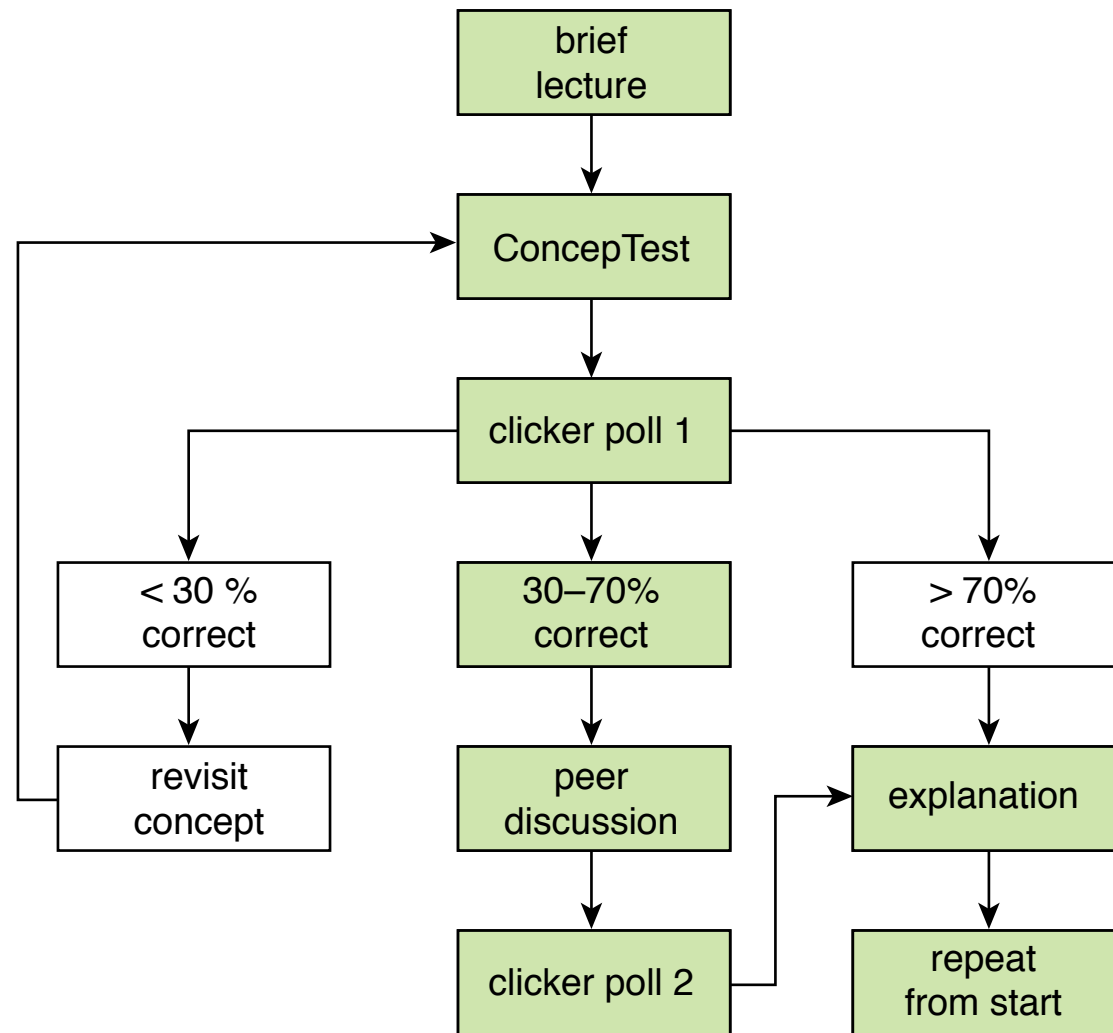 brief
lecture
ConcepTest
clicker poll 1
< 30 %
correct
30–70%
correct
> 70%
correct
revisit
concept
peer
discussion
explanation
clicker poll 2
repeat
from start